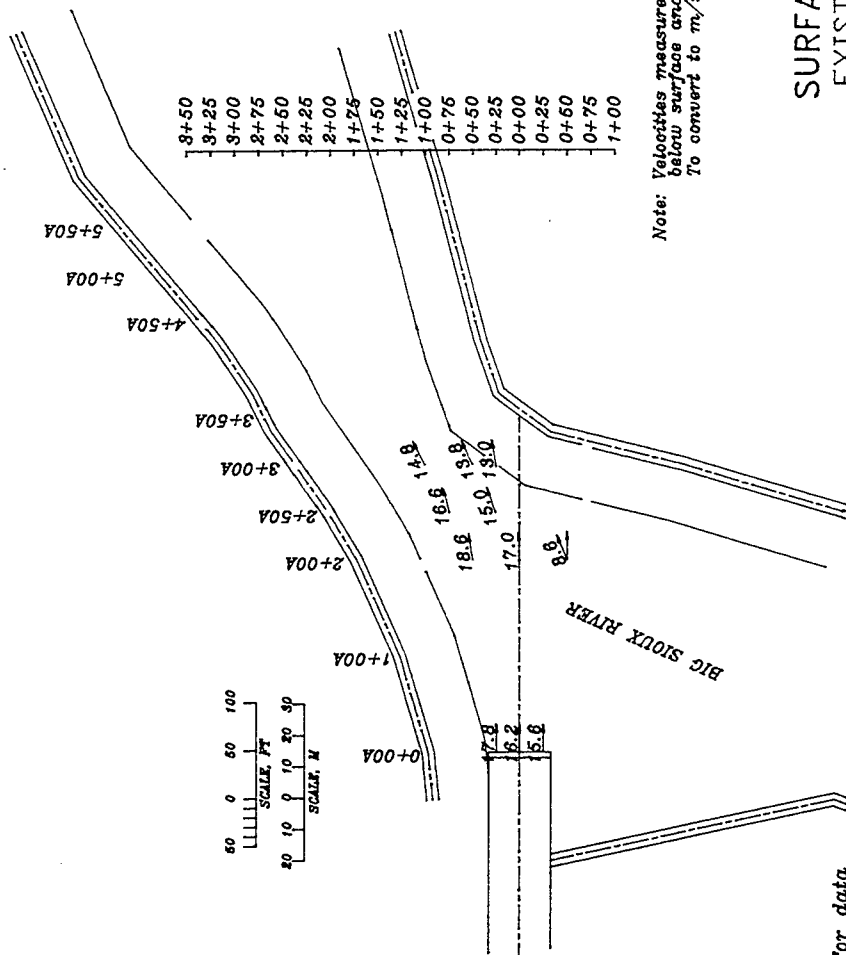 5+50A
5+00A
4+50A
3+50A
3+00A
2+50A
2+00A
1+00A
0+00A
3+50
3+25
3+00
2+75
2+50
2+25
2+00
1+75
1+50
1+25
1+00
0+75
0+50
0+25
0+00
0+25
0+50
0+75
1+00
Note: Velocities measure
below surface and
To convert to m/
SURFA
EXIST
14.8
16.6
13.8
13.0
18.6
15.0
17.0
8.6
BIG SIOUX RIVER
17.8
16.2
15.6
50 0 50 100
SCALE, FT
20 10 0 10 20 30
SCALE, M
For data